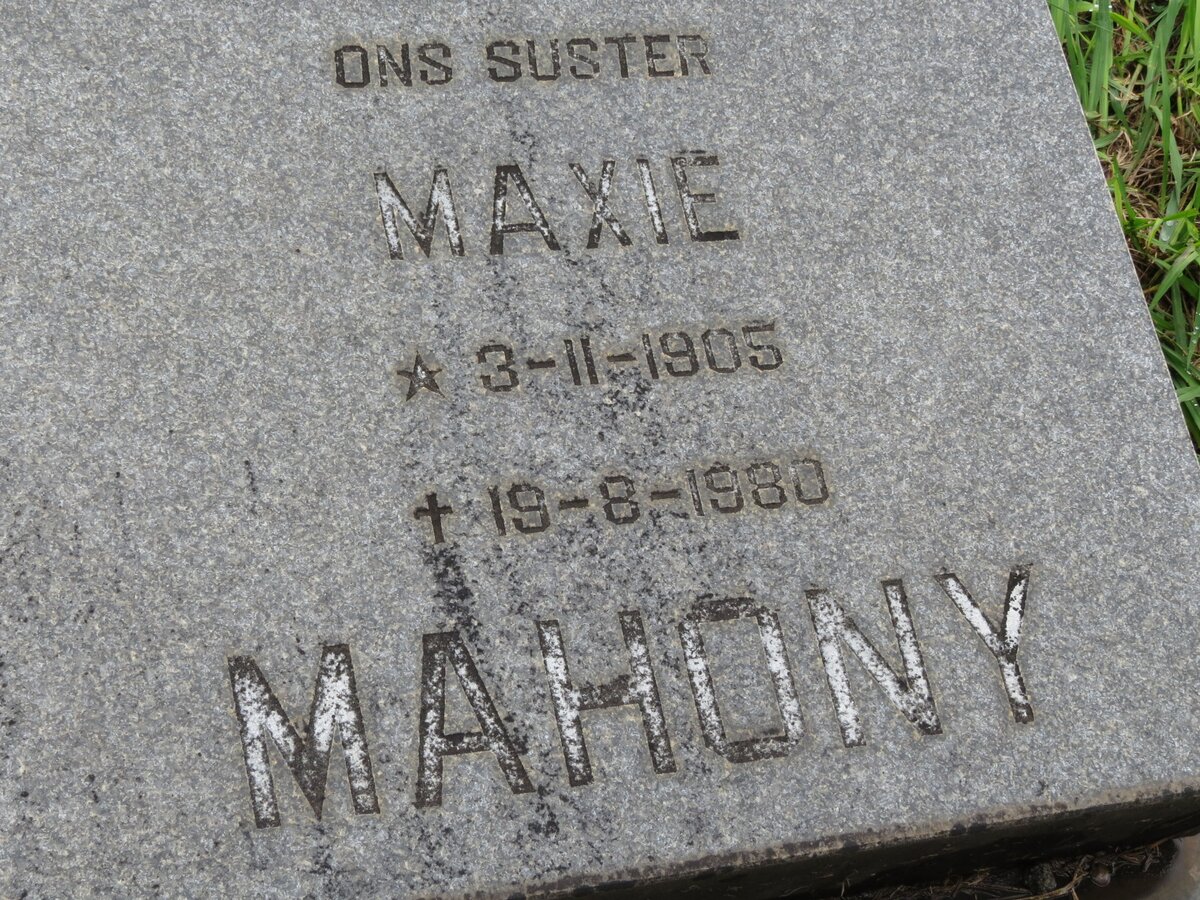 ONS SUSTER
MAXIE
★ 3-11-1905
✝ 19-8-1980
MAHONY